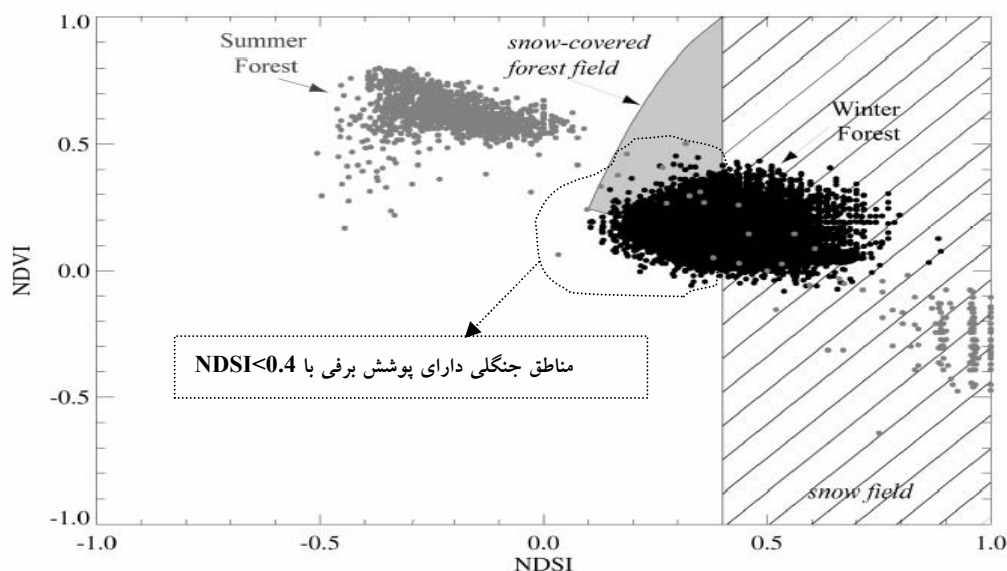 1.0
Summer
Forest
snow-covered
forest field
Winter
Forest
0.5
NDVI
0.0
مناطق جنگلی دارای پوشش برفی با NDSI<0.4
-0.5
snow field
-1.0
-1.0
-0.5
0.0
0.5
1.0
NDSI